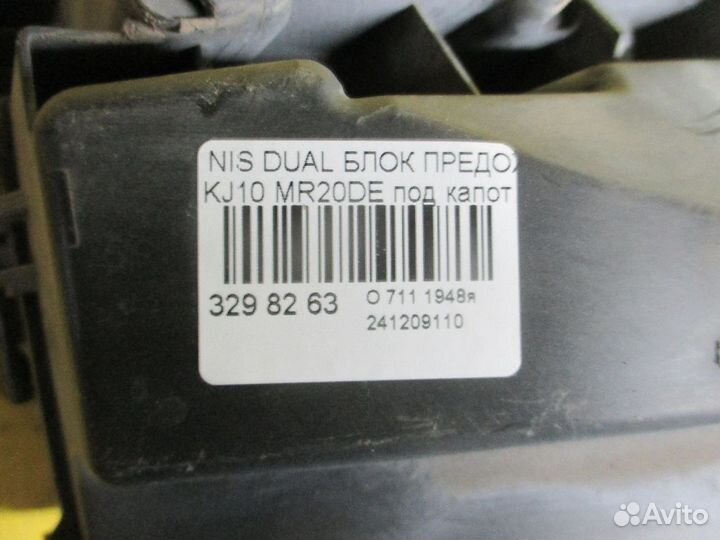 NIS DUAL БЛОК ПРЕДОХ
KJ10 MR20DE под капот
329 82 63
О 711 1948я
241209110
Avito